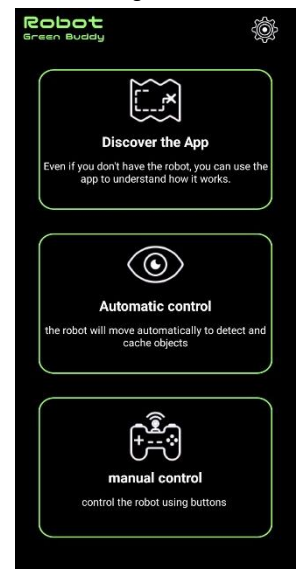 Robot
Green Buddy
Discover the App
Even if you don't have the robot, you can use the
app to understand how it works.
Automatic control
the robot will move automatically to detect and
cache objects
manual control
control the robot using buttons